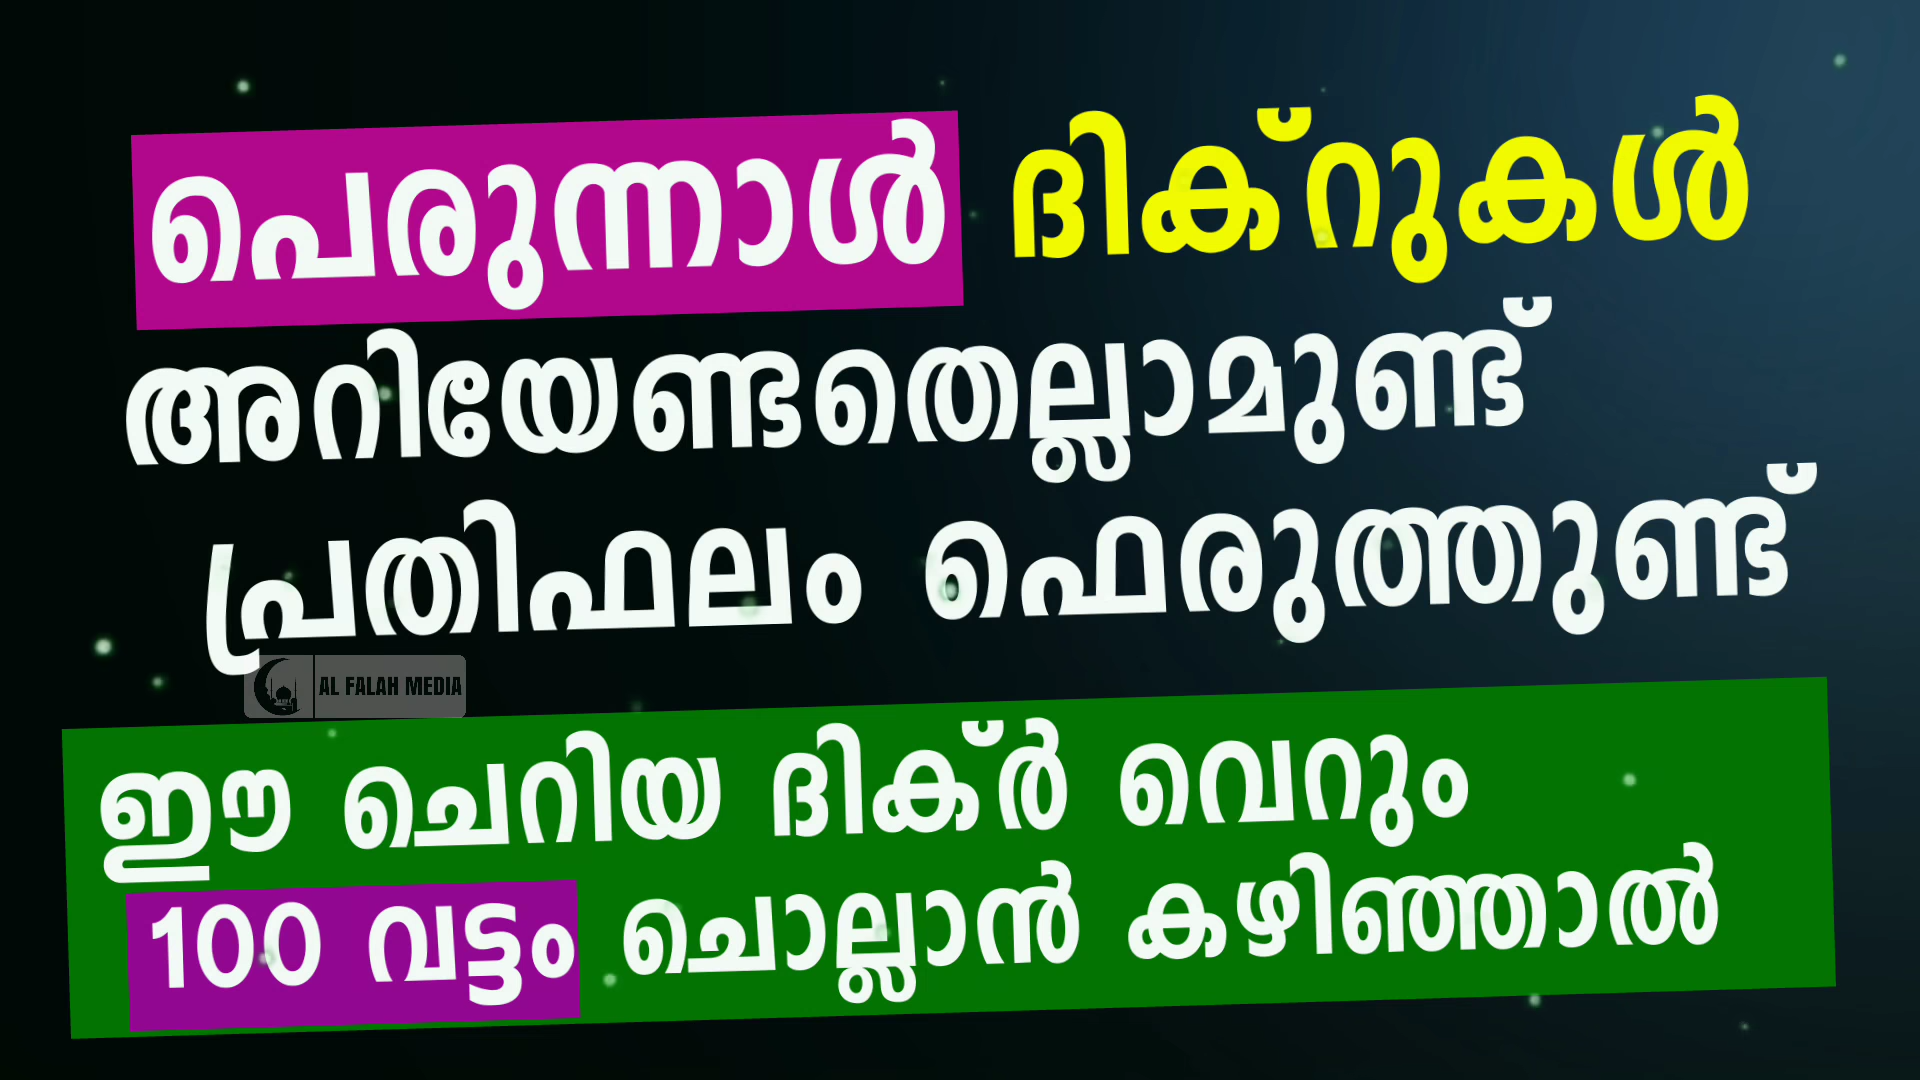 പെരുന്നാൾ ദിക്റുകൾ
അറിയേണ്ടതെല്ലാമുണ്ട്
പ്രതിഫലം ഫെരുത്തുണ്ട്
AL FALAH MEDIA
ഈ ചെറിയ ദിക്ർ വെറും
100 വട്ടം ചൊല്ലാൻ കഴിഞ്ഞാൽ